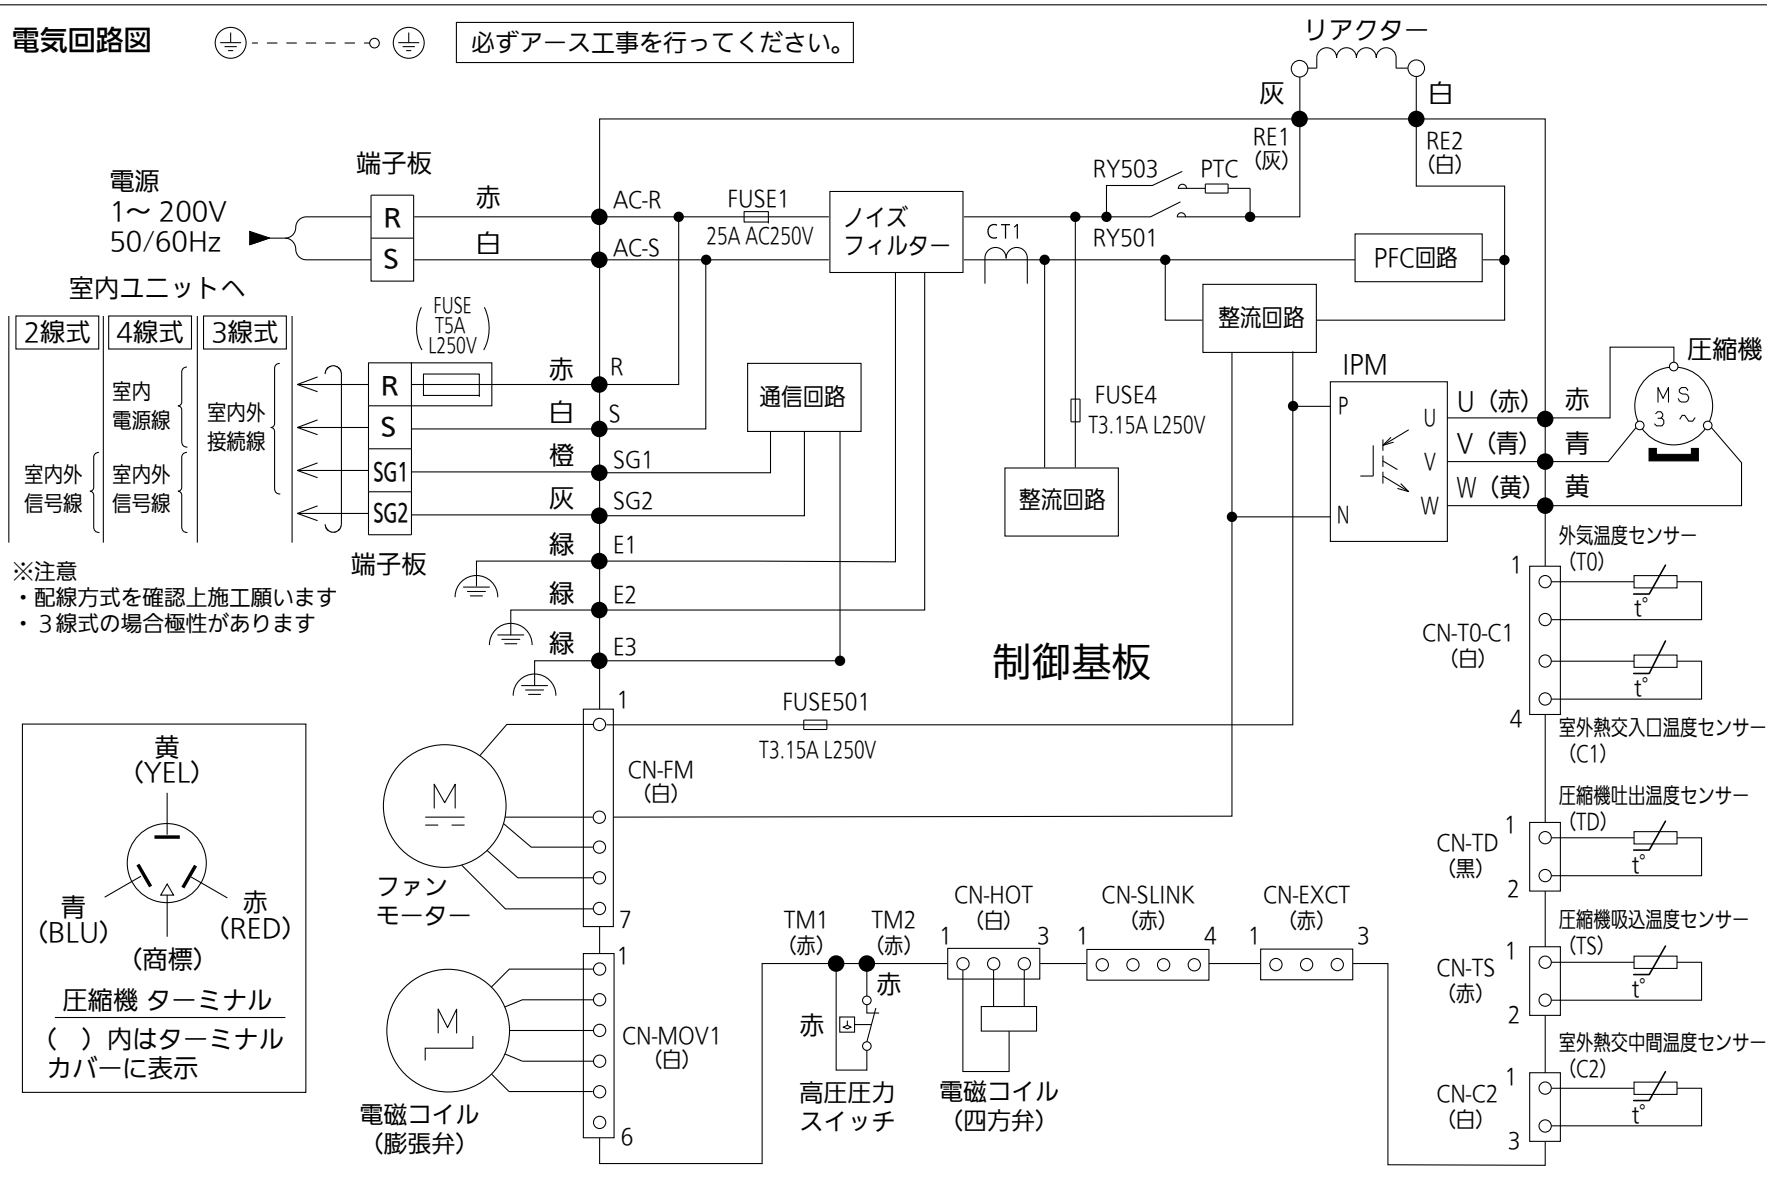 電気回路図
必ずアース工事を行ってください。
リアクター
灰
白
RE1
(灰)
RE2
(白)
電源
1～ 200V
50/60Hz
端子板
R
S
赤
白
AC-R
AC-S
FUSE1
25A AC250V
ノイズ
フィルター
CT1
RY503
PTC
RY501
PFC回路
整流回路
室内ユニットへ
2線式
4線式
3線式
室内
電源線
室内外
接続線
室内外
信号線
室内外
信号線
(FUSE
T5A
L250V)
R
S
SG1
SG2
端子板
赤
白
橙
灰
緑
緑
緑
R
S
SG1
SG2
E1
E2
E3
通信回路
FUSE4
T3.15A L250V
整流回路
IPM
P
N
U
V
W
U (赤)
V (青)
W (黄)
赤
青
黄
圧縮機
M S
3 ～
※注意
・配線方式を確認上施工願います
・３線式の場合極性があります
制御基板
外気温度センサー
(T0)
1
t°
CN-T0-C1
(白)
t°
4
室外熱交入口温度センサー
(C1)
圧縮機吐出温度センサー
(TD)
1
CN-TD
(黒)
t°
2
圧縮機吸込温度センサー
(TS)
1
CN-TS
(赤)
t°
2
室外熱交中間温度センサー
(C2)
1
CN-C2
(白)
t°
3
黄
(YEL)
青
(BLU)
赤
(RED)
(商標)
圧縮機 ターミナル
(　) 内はターミナル
カバーに表示
1
FUSE501
T3.15A L250V
CN-FM
(白)
M
ファン
モーター
7
1
M
CN-MOV1
(白)
6
電磁コイル
(膨張弁)
TM1
(赤)
TM2
(赤)
赤
赤
高圧圧力
スイッチ
CN-HOT
(白)
1
3
電磁コイル
(四方弁)
CN-SLINK
(赤)
1
4
CN-EXCT
(赤)
1
3